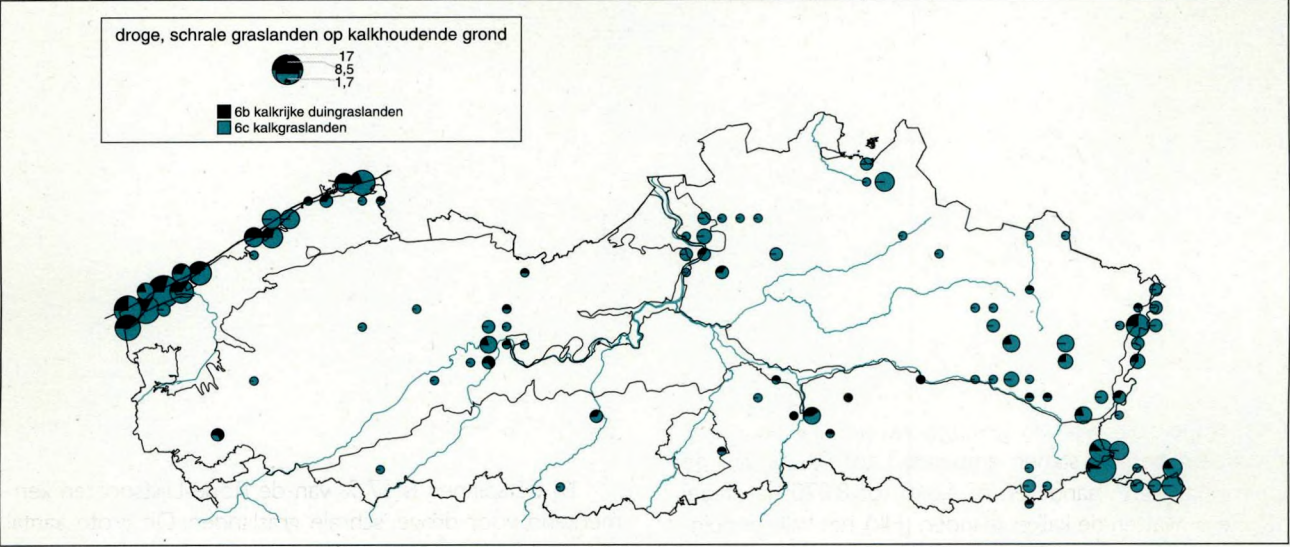 droge, schrale graslanden op kalkhoudende grond
17
8,5
1,7
6b kalkrijke duingraslanden
6c kalkgraslanden